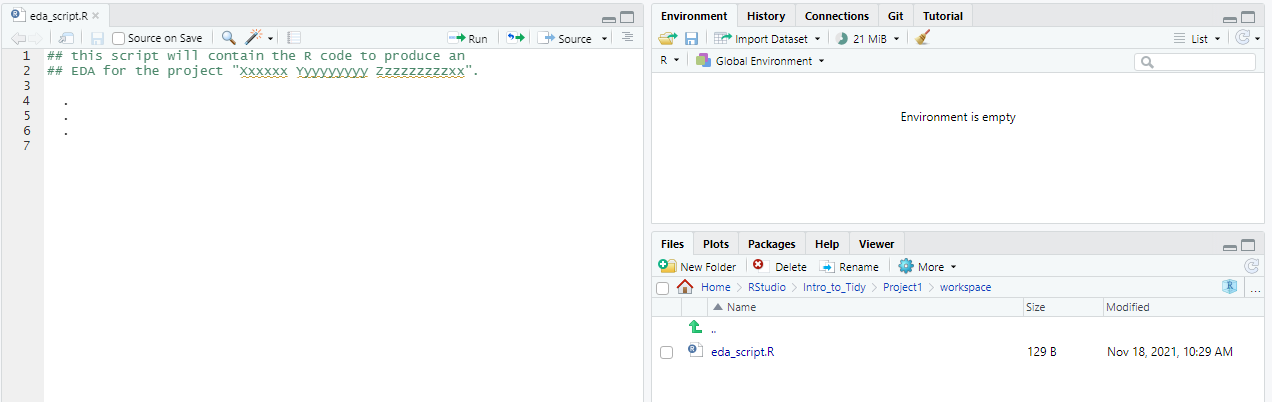 eda_script.R
Source on Save
Run
Source
1 ## this script will contain the R code to produce an
2 ## EDA for the project "Xxxxxx Yyyyyyyyy Zzzzzzzzzzxx".
3
4 .
5 .
6 .
7
Environment History Connections Git Tutorial
Import Dataset 21 MiB List
R Global Environment
Environment is empty
Files Plots Packages Help Viewer
New Folder Delete Rename More
Home RStudio Intro_to_Tidy Project1 workspace R ...
Name Size Modified
..
eda_script.R 129 B Nov 18, 2021, 10:29 AM